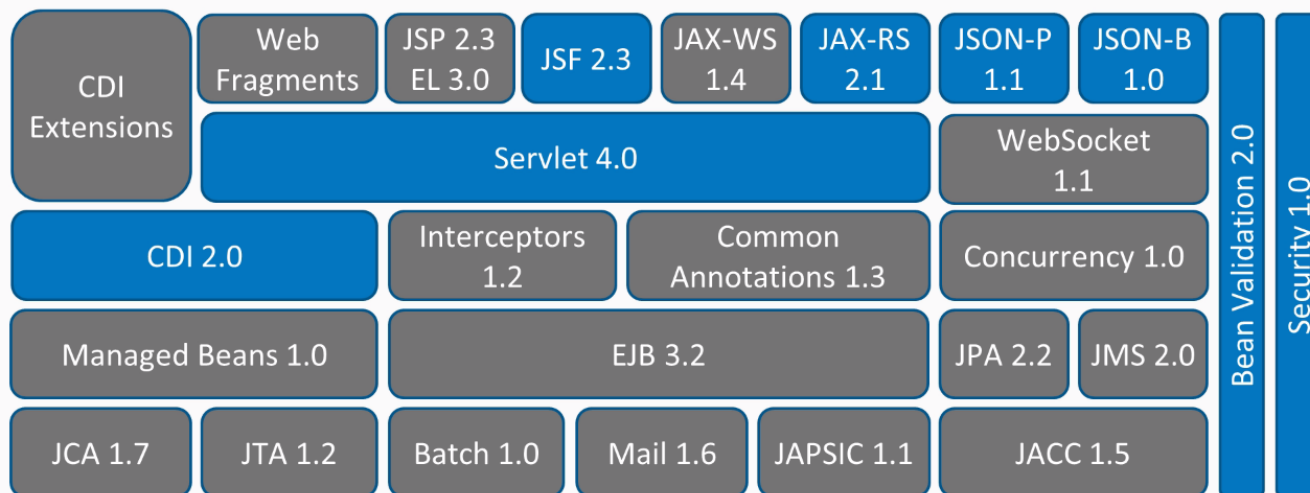 CDI
Extensions
Web
Fragments
JSP 2.3
EL 3.0
JSF 2.3
JAX-WS
1.4
JAX-RS
2.1
JSON-P
1.1
JSON-B
1.0
Servlet 4.0
WebSocket
1.1
CDI 2.0
Interceptors
1.2
Common
Annotations 1.3
Concurrency 1.0
Managed Beans 1.0
EJB 3.2
JPA 2.2
JMS 2.0
JCA 1.7
JTA 1.2
Batch 1.0
Mail 1.6
JAPSIC 1.1
JACC 1.5
Bean Validation 2.0
Security 1.0